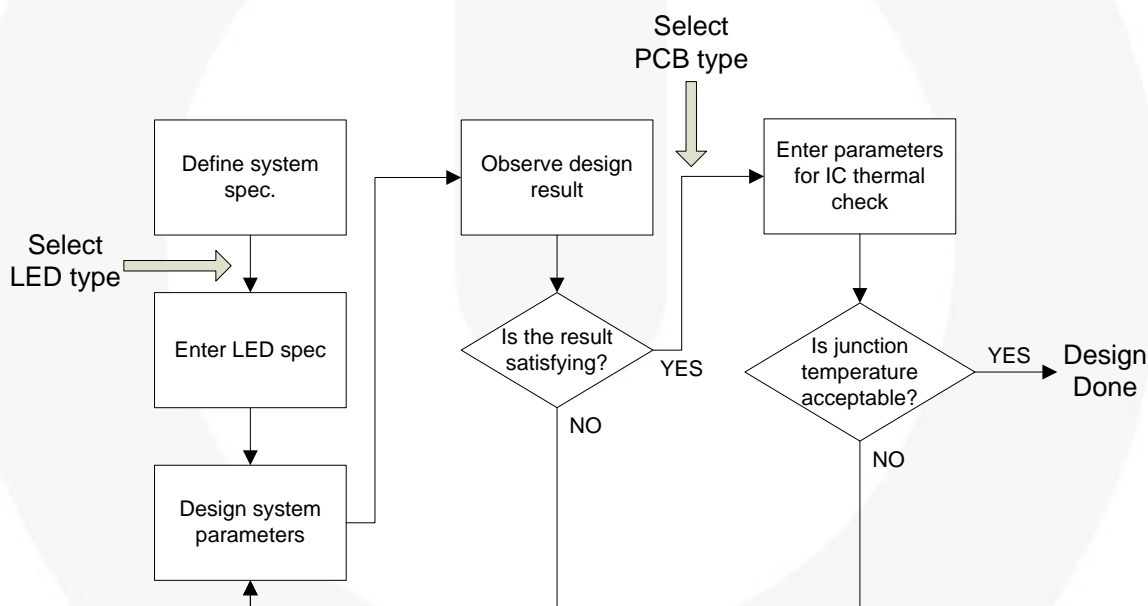 Select
PCB type
Define system
spec.
Select
LED type
Enter LED spec
Design system
parameters
Observe design
result
Is the result
satisfying?
YES
NO
Enter parameters
for IC thermal
check
Is junction
temperature
acceptable?
YES
NO
Design
Done